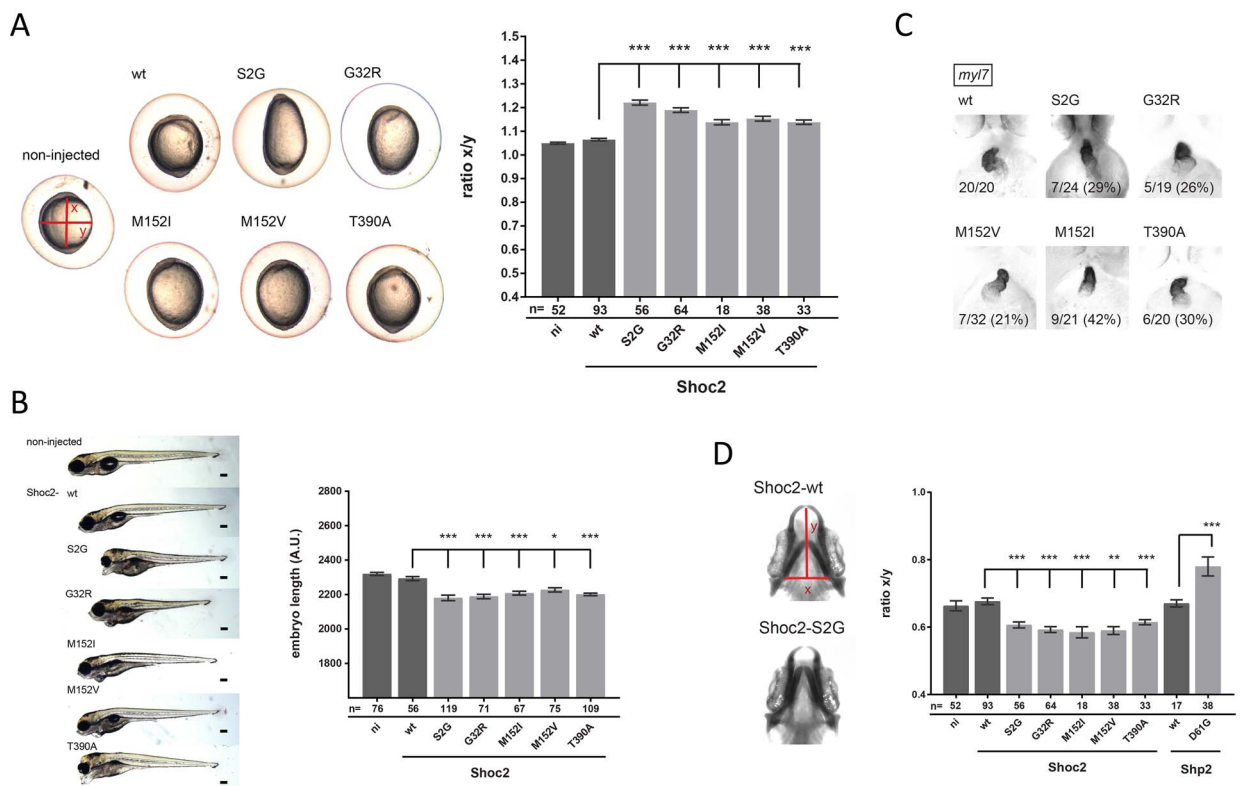 A
wt
S2G
G32R
non-injected
x
y
M152I
M152V
T390A
ratio x/y
1.5
1.4
1.3
1.2
1.1
1.0
0.9
0.8
0.7
0.6
0.5
0.4
*** *** *** *** ***
n= 52 93 56 64 18 38 33
ni wt S2G G32R M152I M152V T390A
Shoc2
C
myl7
wt S2G G32R
20/20 7/24 (29%) 5/19 (26%)
M152V M152I T390A
7/32 (21%) 9/21 (42%) 6/20 (30%)
B
non-injected
Shoc2- wt
S2G
G32R
M152I
M152V
T390A
embryo length (A.U.)
2800
2600
2400
2200
2000
1800
*** *** *** * ***
n= 76 56 119 71 67 75 109
ni wt S2G G32R M152I M152V T390A
Shoc2
D
Shoc2-wt
y
x
Shoc2-S2G
ratio x/y
1.0
0.8
0.6
0.4
*** *** *** ** *** ***
n= 52 93 56 64 18 38 33 17 38
ni wt S2G G32R M152I M152V T390A wt D61G
Shoc2 Shp2